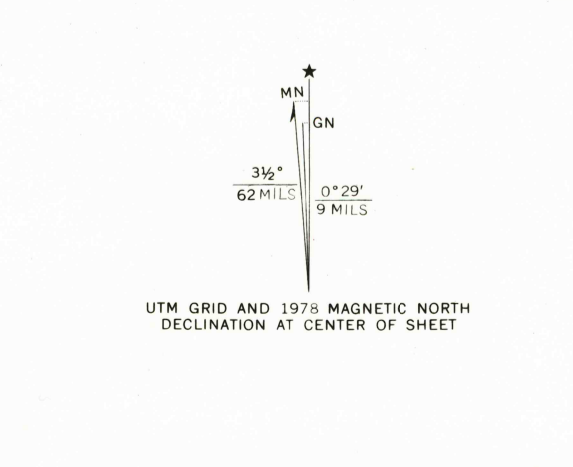 ★
MN
GN
3½°
62 MILS
0°29′
9 MILS
UTM GRID AND 1978 MAGNETIC NORTH
DECLINATION AT CENTER OF SHEET